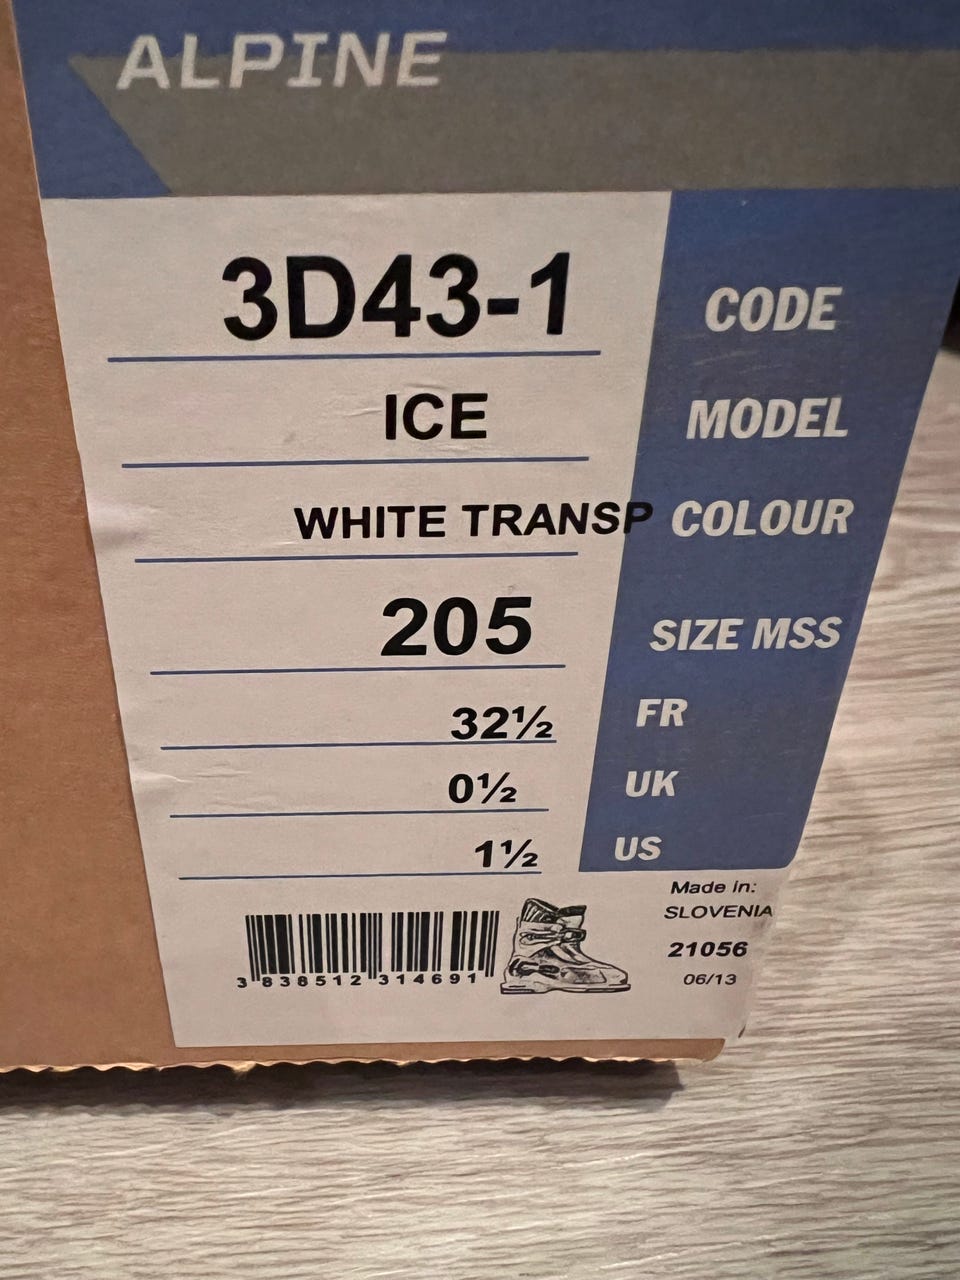 ALPINE
3D43-1 CODE
ICE MODEL
WHITE TRANSP COLOUR
205 SIZE MSS
32½ FR
0½ UK
1½ US
Made in:
SLOVENIA
21056
06/13
3 838512 314691